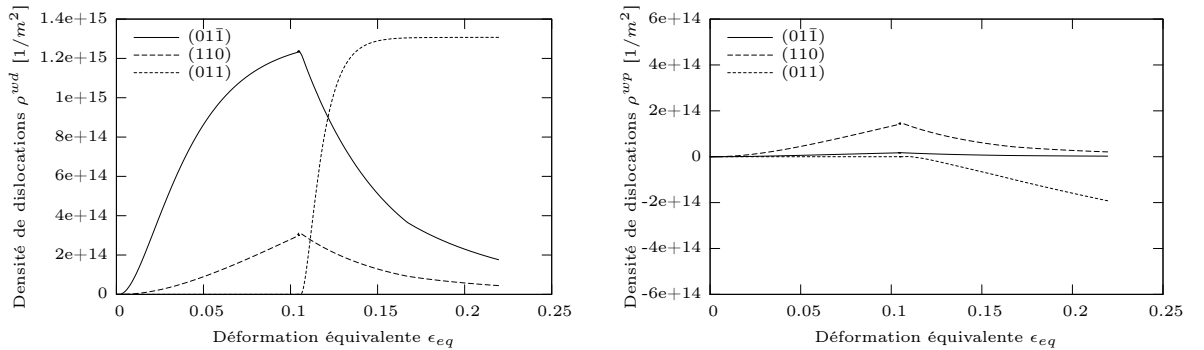 Densité de dislocations ρ^{wd} [1/m^2]
1.4e+15
1.2e+15
1e+15
8e+14
6e+14
4e+14
2e+14
0
(01\bar{1})
(110)
(011)
0 0.05 0.1 0.15 0.2 0.25
Déformation équivalente ϵ_{eq}
Densité de dislocations ρ^{wp} [1/m^2]
6e+14
4e+14
2e+14
0
-2e+14
-4e+14
-6e+14
(01\bar{1})
(110)
(011)
0 0.05 0.1 0.15 0.2 0.25
Déformation équivalente ϵ_{eq}